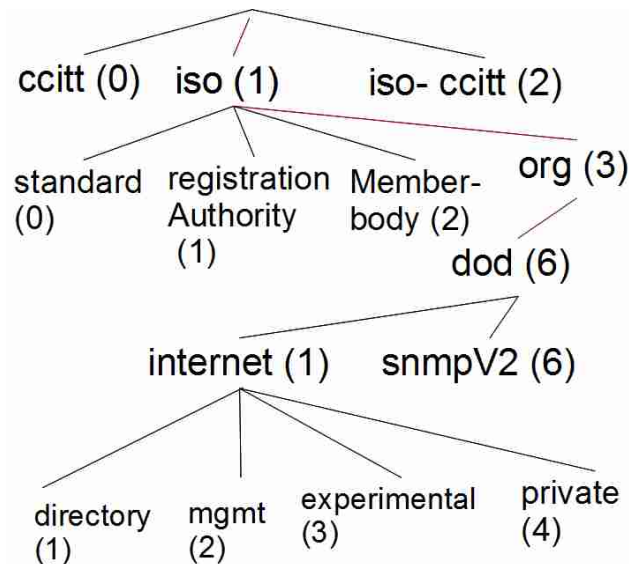 ccitt (0) iso (1) iso- ccitt (2)
standard
(0)
registration
Authority
(1)
Member-
body (2)
org (3)
dod (6)
internet (1) snmpV2 (6)
directory
(1)
mgmt
(2)
experimental
(3)
private
(4)